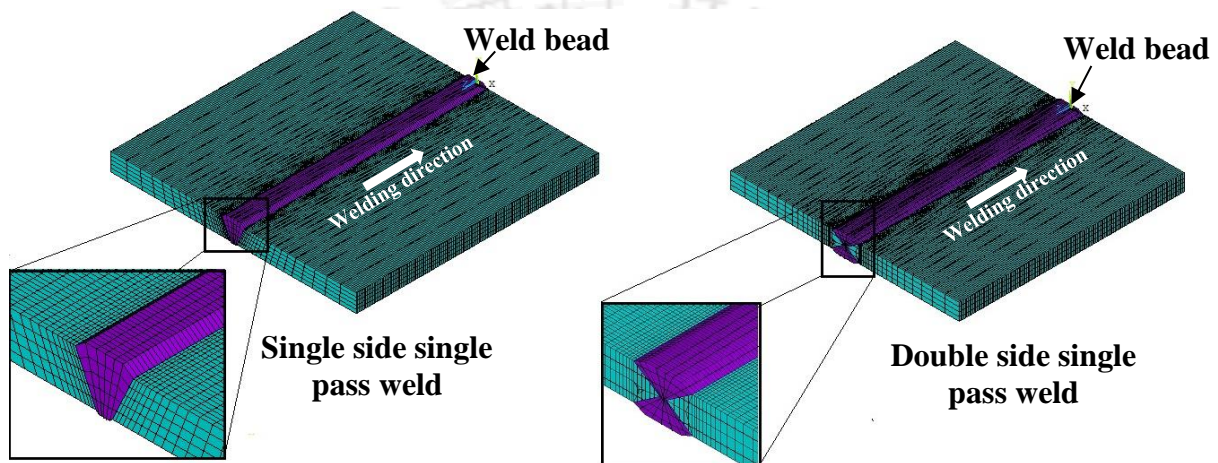 Weld bead
X
Welding direction
Single side single
pass weld
Weld bead
X
Welding direction
Double side single
pass weld